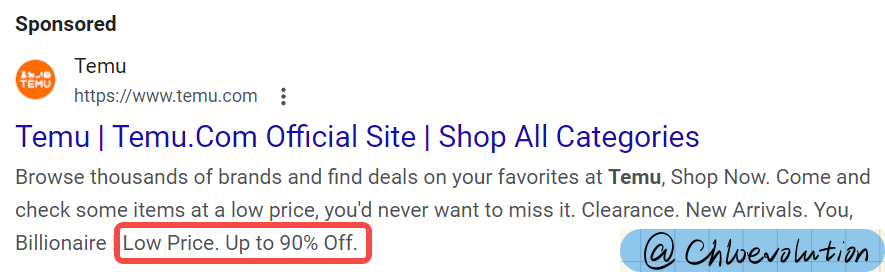 Sponsored
TEMU
Temu
https://www.temu.com
Temu | Temu.Com Official Site | Shop All Categories
Browse thousands of brands and find deals on your favorites at Temu, Shop Now. Come and
check some items at a low price, you'd never want to miss it. Clearance. New Arrivals. You,
Billionaire Low Price. Up to 90% Off.
@ Chloevolution